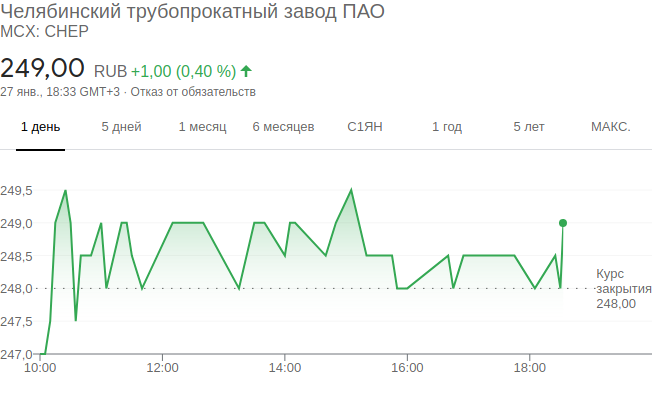 Челябинский трубопрокатный завод ПАО
MCX: CHEP
249,00 RUB +1,00 (0,40 %)
27 янв., 18:33 GMT+3 · Отказ от обязательств
1 день 5 дней 1 месяц 6 месяцев С1ЯН 1 год 5 лет МАКС.
249,5
249,0
248,5
248,0
247,5
247,0
Курс
закрытия
248,00
10:00 12:00 14:00 16:00 18:00